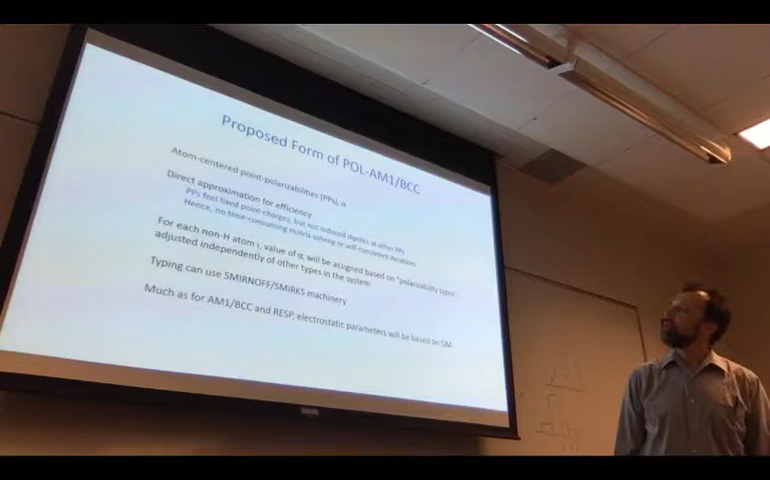 Proposed Form of POL-AM1/BCC
Atom-centered point-polarizabilities (PPs), α
Direct approximation for efficiency
PPs feel fixed point-charges, but not induced dipoles at other PPs
Hence, no time-consuming matrix solving or self-consistent iterations
For each non-H atom i, value of αᵢ will be assigned based on "polarizability types"
adjusted independently of other types in the system
Typing can use SMIRNOFF/SMIRKS machinery
Much as for AM1/BCC and RESP, electrostatic parameters will be based on QM